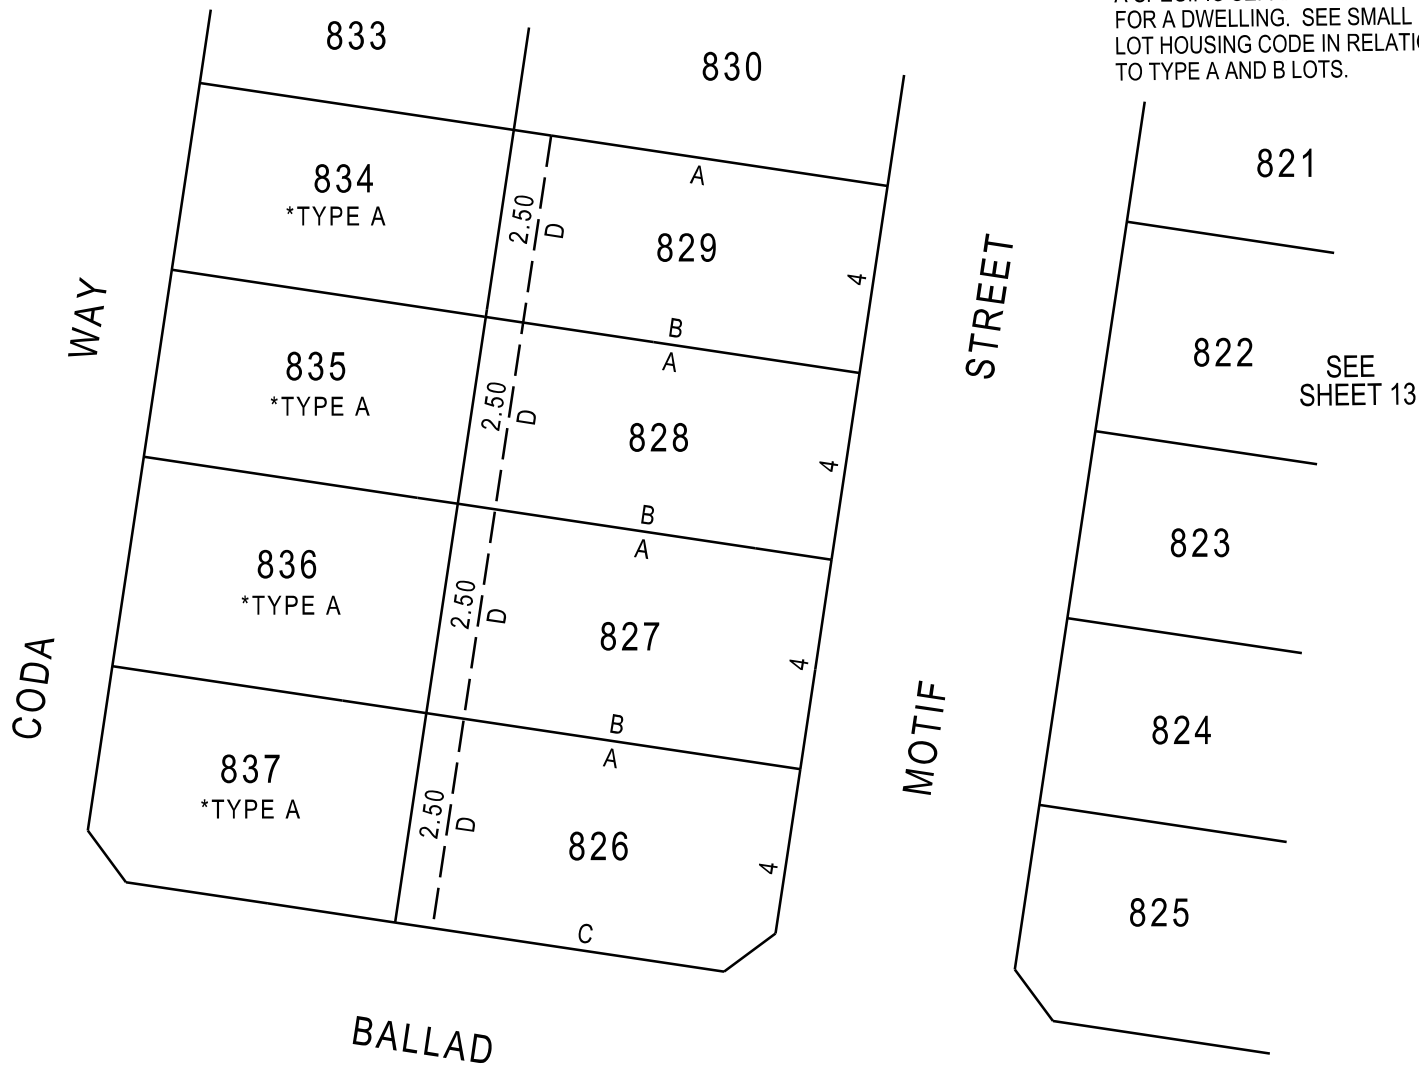 FOR A DWELLING. SEE SMALL
LOT HOUSING CODE IN RELATI
TO TYPE A AND B LOTS.
833
830
821
834
*TYPE A
2.50
D
A
829
4
B
WAY
STREET
835
*TYPE A
2.50
D
A
828
4
B
822
SEE
SHEET 13
836
*TYPE A
2.50
D
A
827
4
B
823
CODA
MOTIF
824
837
*TYPE A
2.50
D
A
826
4
C
825
BALLAD